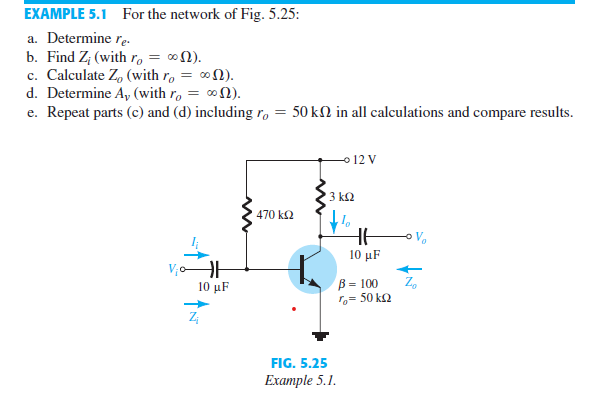 EXAMPLE 5.1 For the network of Fig. 5.25:
a. Determine re.
b. Find Zi (with ro = ∞Ω).
c. Calculate Zo (with ro = ∞Ω).
d. Determine Av (with ro = ∞Ω).
e. Repeat parts (c) and (d) including ro = 50 kΩ in all calculations and compare results.
12 V
3 kΩ
470 kΩ
Io
Ii
Vo
10 μF
Vi
10 μF
β = 100
Zo
ro = 50 kΩ
Zi
FIG. 5.25
Example 5.1.